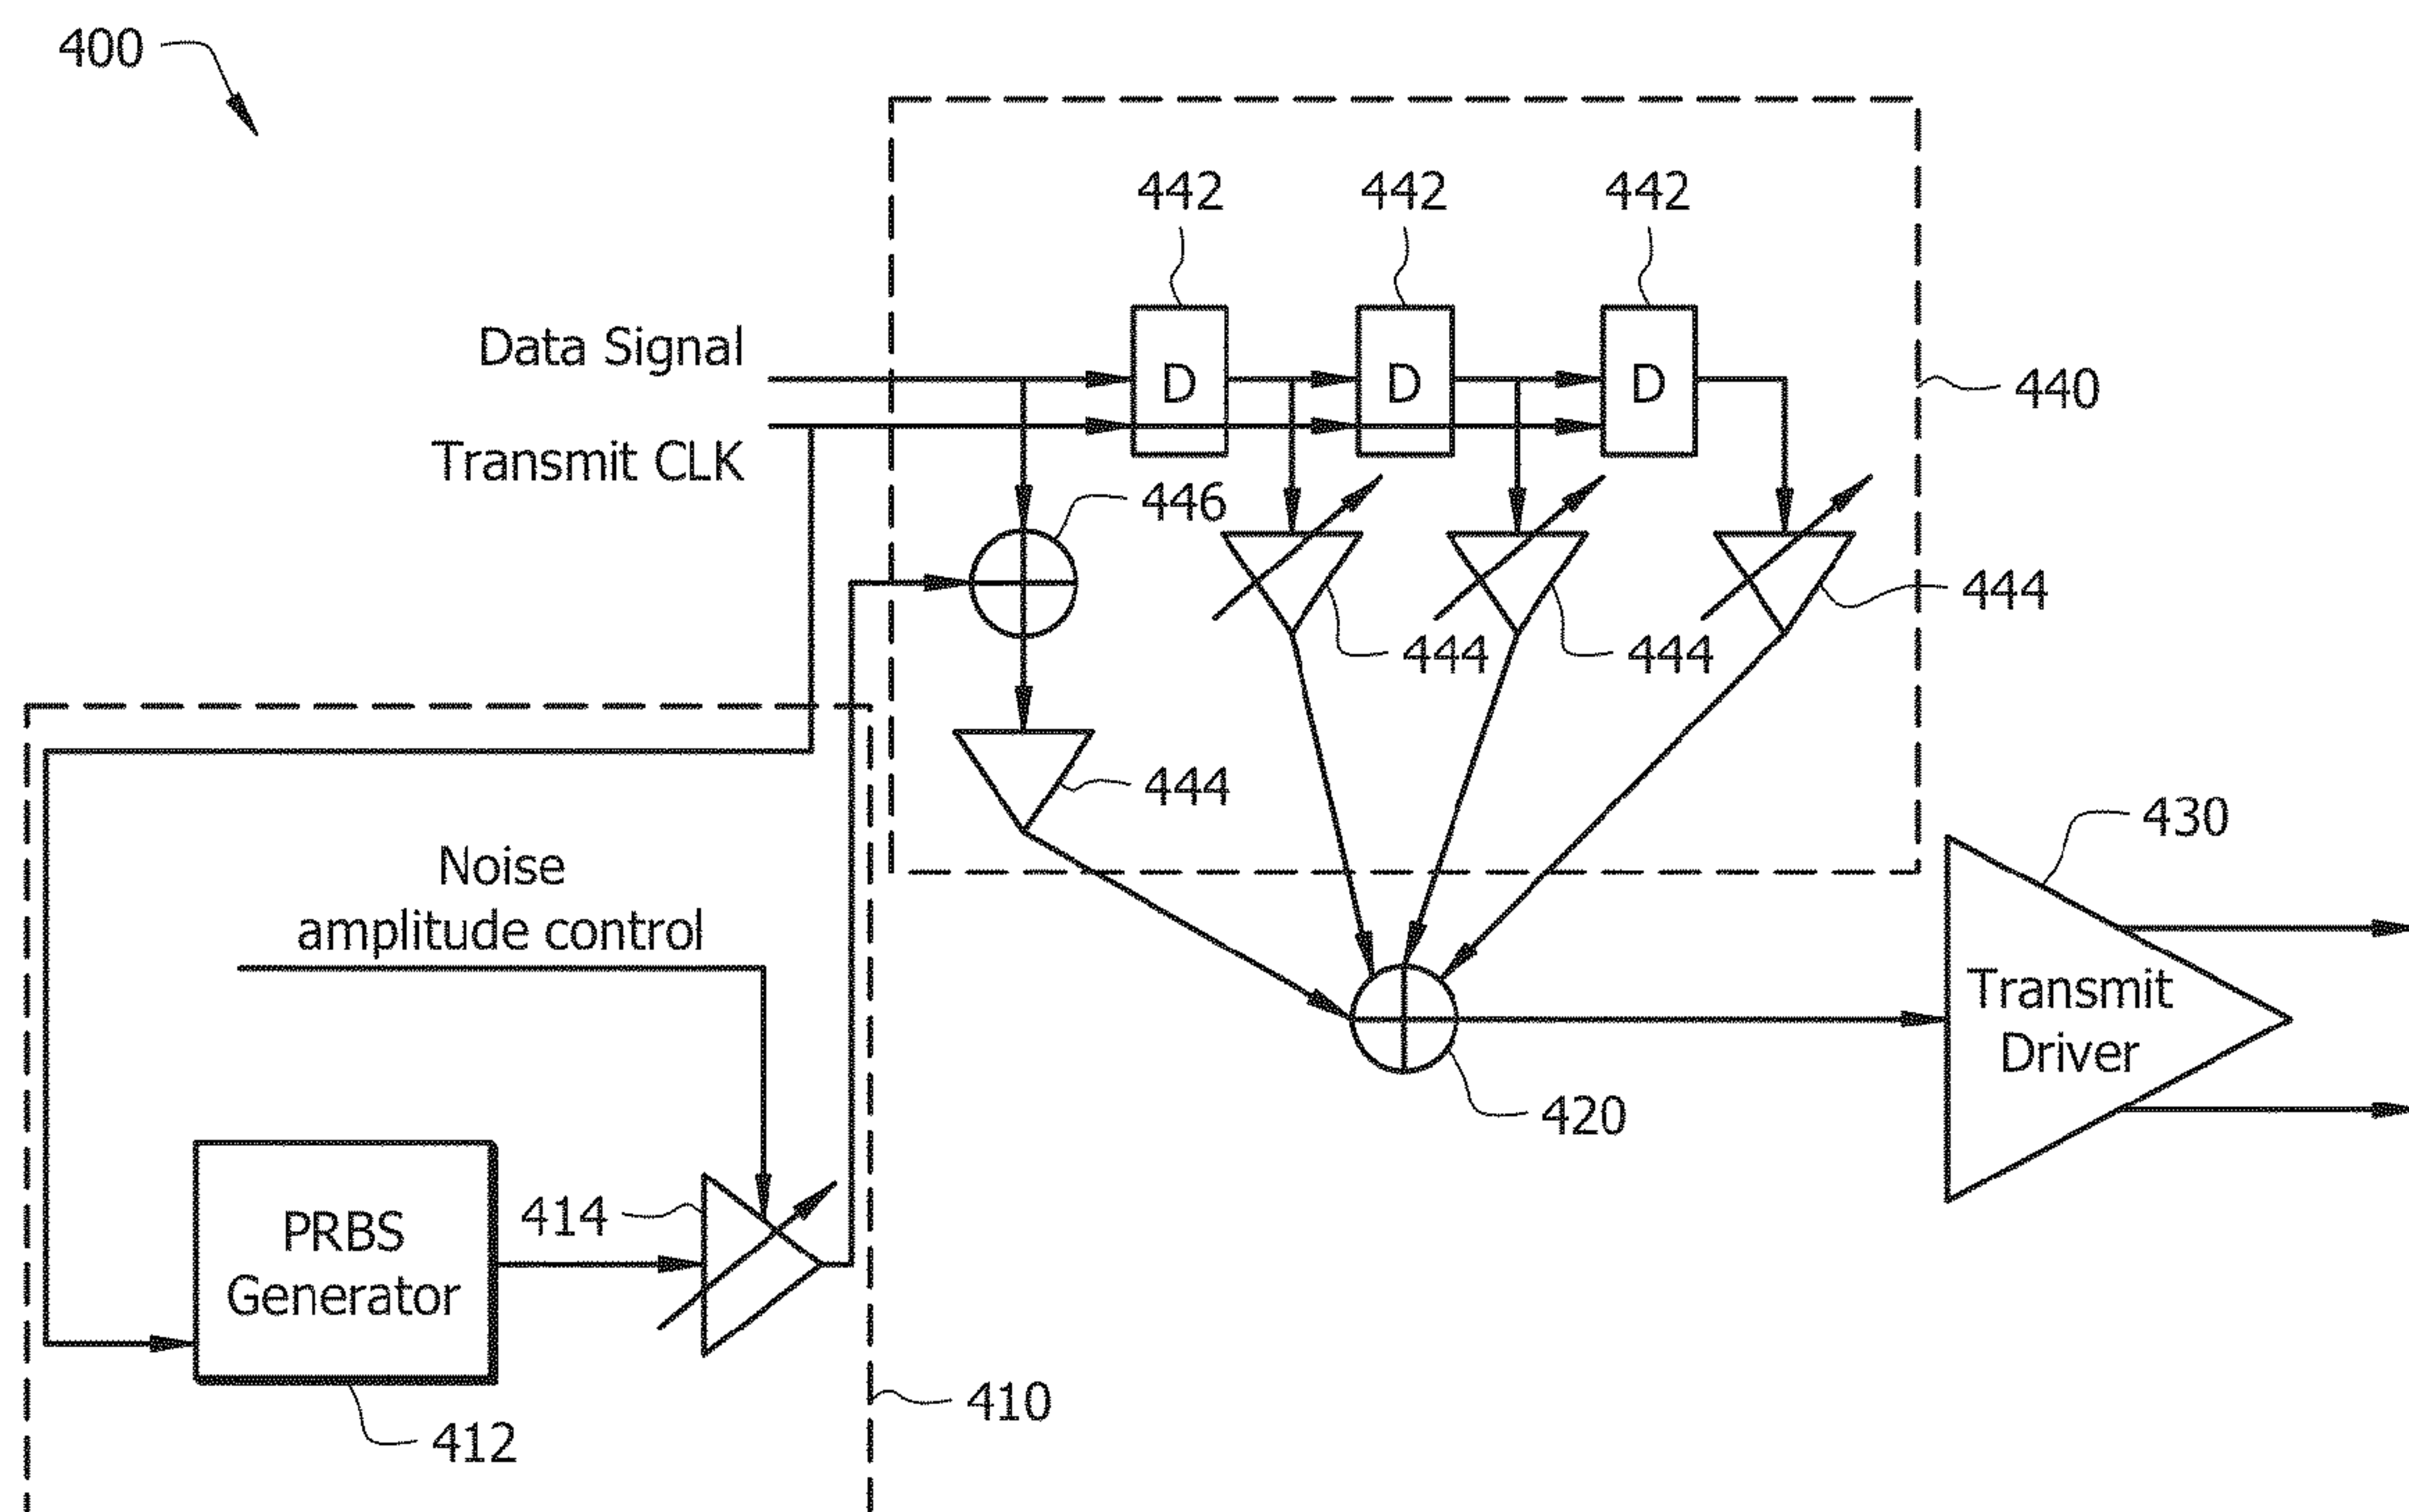 400
442 442 442
Data Signal
D D D
440
Transmit CLK
446
444
444 444
444
430
Noise
amplitude control
Transmit
Driver
420
414
PRBS
Generator
410
412